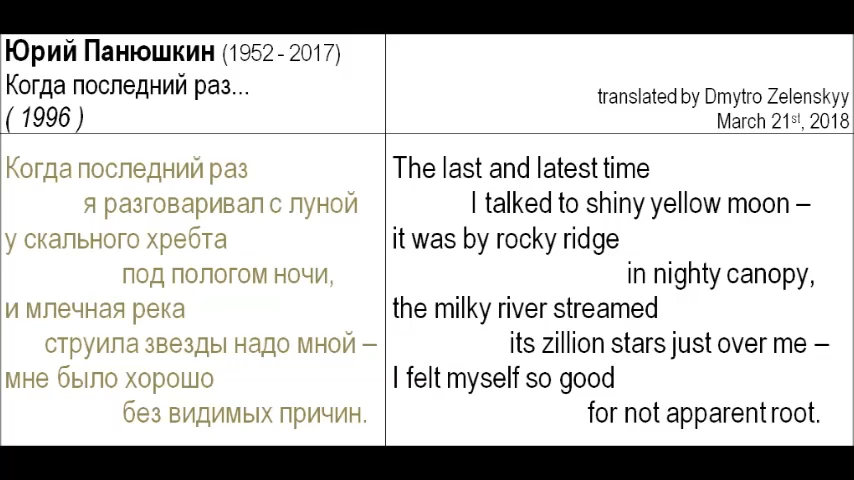 Юрий Панюшкин (1952 - 2017)
Когда последний раз...
( 1996 )
translated by Dmytro Zelenskyy
March 21st, 2018
Когда последний раз
я разговаривал с луной
у скального хребта
под пологом ночи,
и млечная река
струила звезды надо мной –
мне было хорошо
без видимых причин.
The last and latest time
I talked to shiny yellow moon –
it was by rocky ridge
in nighty canopy,
the milky river streamed
its zillion stars just over me –
I felt myself so good
for not apparent root.